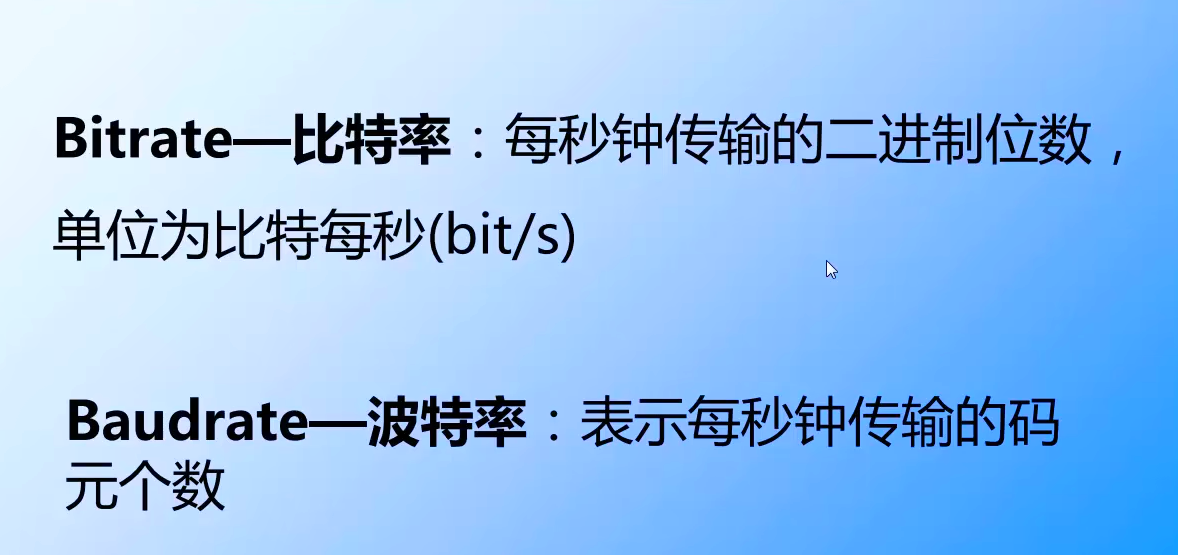 Bitrate—比特率：每秒钟传输的二进制位数，
单位为比特每秒(bit/s)
Baudrate—波特率：表示每秒钟传输的码
元个数